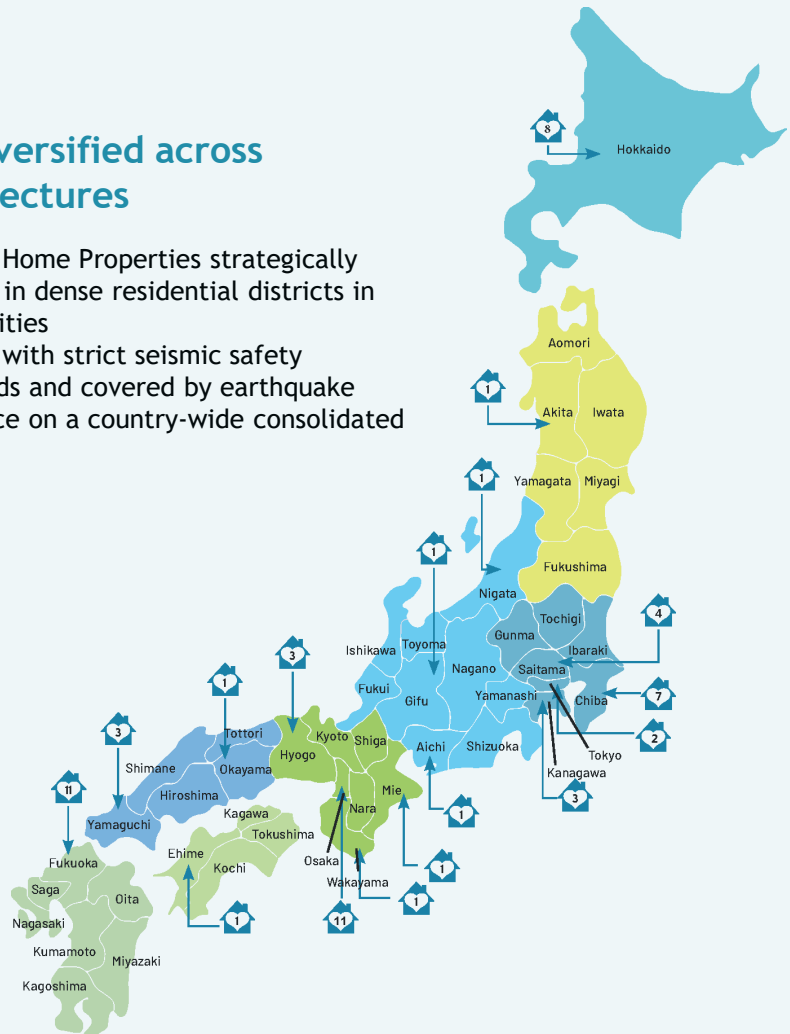 versified across
ectures
Home Properties strategically
in dense residential districts in
ities
with strict seismic safety
ds and covered by earthquake
ce on a country-wide consolidated
8
Hokkaido
Aomori
1
Akita
Iwata
1
Yamagata
Miyagi
1
Fukushima
Nigata
Tochigi
4
Gunma
Ibaraki
Ishikawa
Toyoma
3
Saitama
Nagano
1
Fukui
Gifu
Yamanashi
Chiba
7
3
Tottori
Kyoto
Shiga
2
Hyogo
Aichi
Shizuoka
Tokyo
Shimane
Okayama
Kanagawa
11
Hiroshima
Mie
3
Nara
1
Kagawa
Yamaguchi
Tokushima
Ehime
Osaka
Fukuoka
Kochi
1
Wakayama
Saga
Oita
1
Nagasaki
1
11
Kumamoto
Miyazaki
Kagoshima